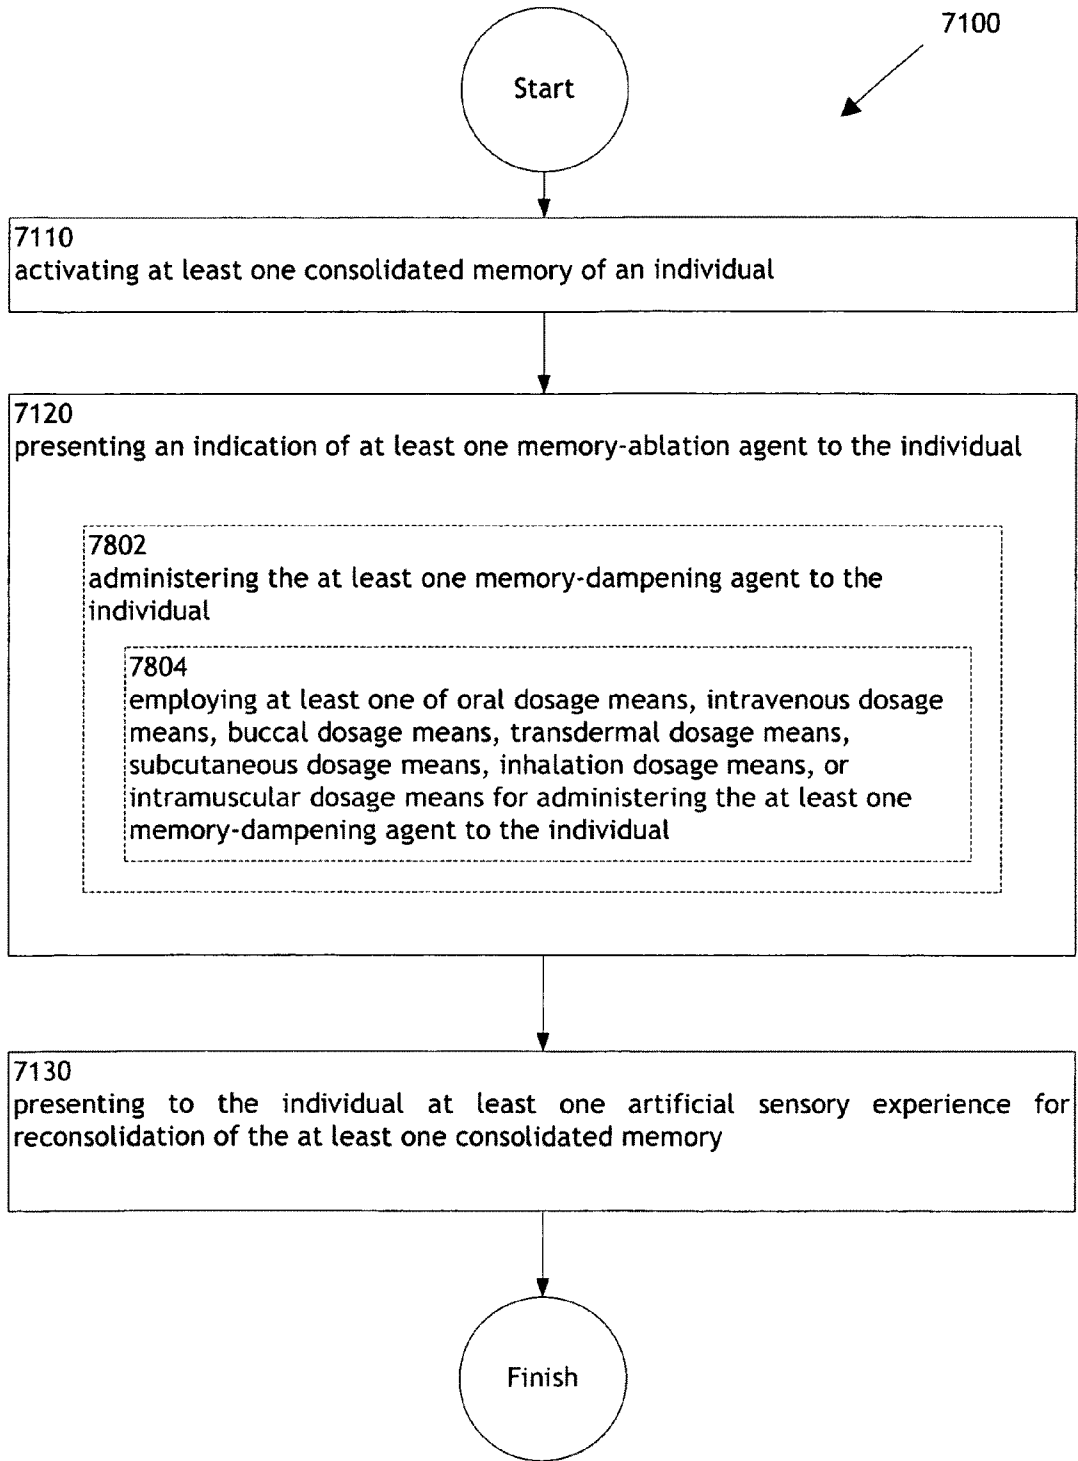 7100
Start
7110
activating at least one consolidated memory of an individual
7120
presenting an indication of at least one memory-ablation agent to the individual
7802
administering the at least one memory-dampening agent to the
individual
7804
employing at least one of oral dosage means, intravenous dosage
means, buccal dosage means, transdermal dosage means,
subcutaneous dosage means, inhalation dosage means, or
intramuscular dosage means for administering the at least one
memory-dampening agent to the individual
7130
presenting to the individual at least one artificial sensory experience for
reconsolidation of the at least one consolidated memory
Finish